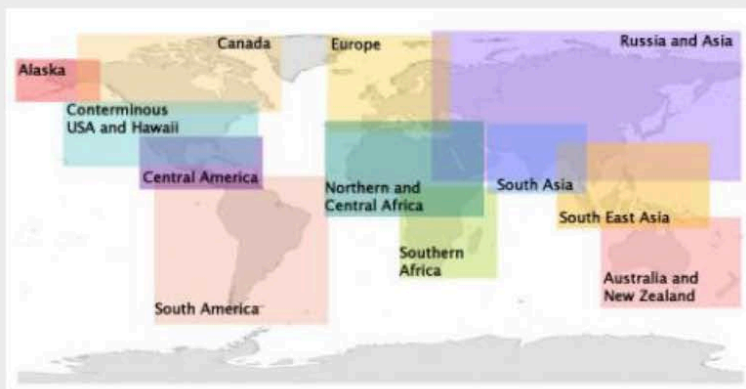 Canada
Europe
Russia and Asia
Alaska
Conterminous
USA and Hawaii
Central America
Northern and
Central Africa
South Asia
South East Asia
Southern
Africa
Australia and
New Zealand
South America